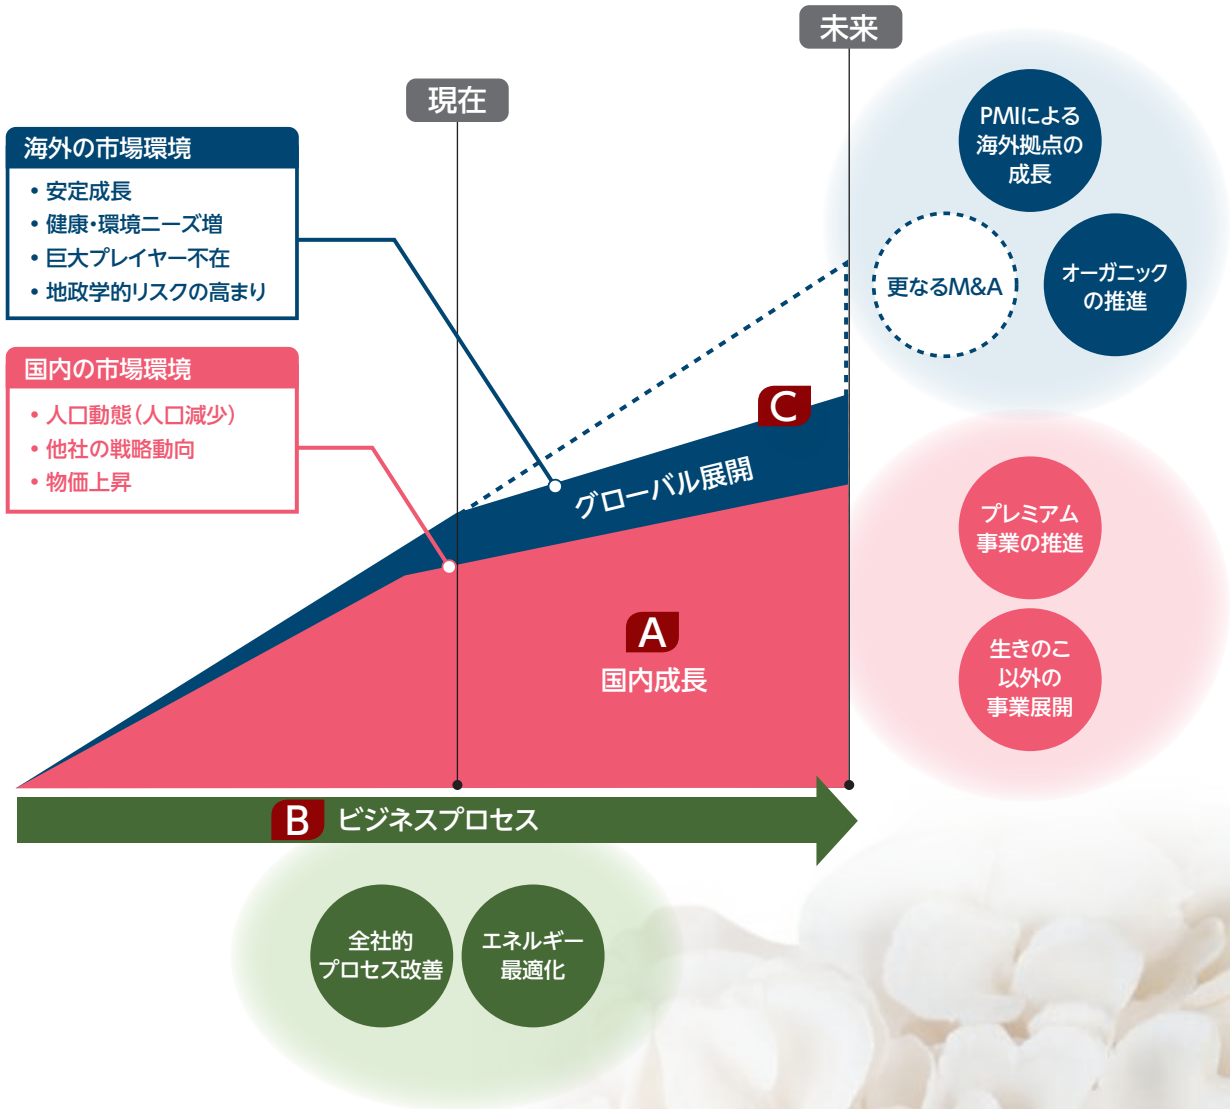 未来
現在
海外の市場環境
・安定成長
・健康・環境ニーズ増
・巨大プレイヤー不在
・地政学的リスクの高まり
国内の市場環境
・人口動態(人口減少)
・他社の戦略動向
・物価上昇
C
グローバル展開
A
国内成長
B ビジネスプロセス
PMIによる
海外拠点の
成長
更なるM&A
オーガニック
の推進
プレミアム
事業の推進
生きのこ
以外の
事業展開
全社的
プロセス改善
エネルギー
最適化